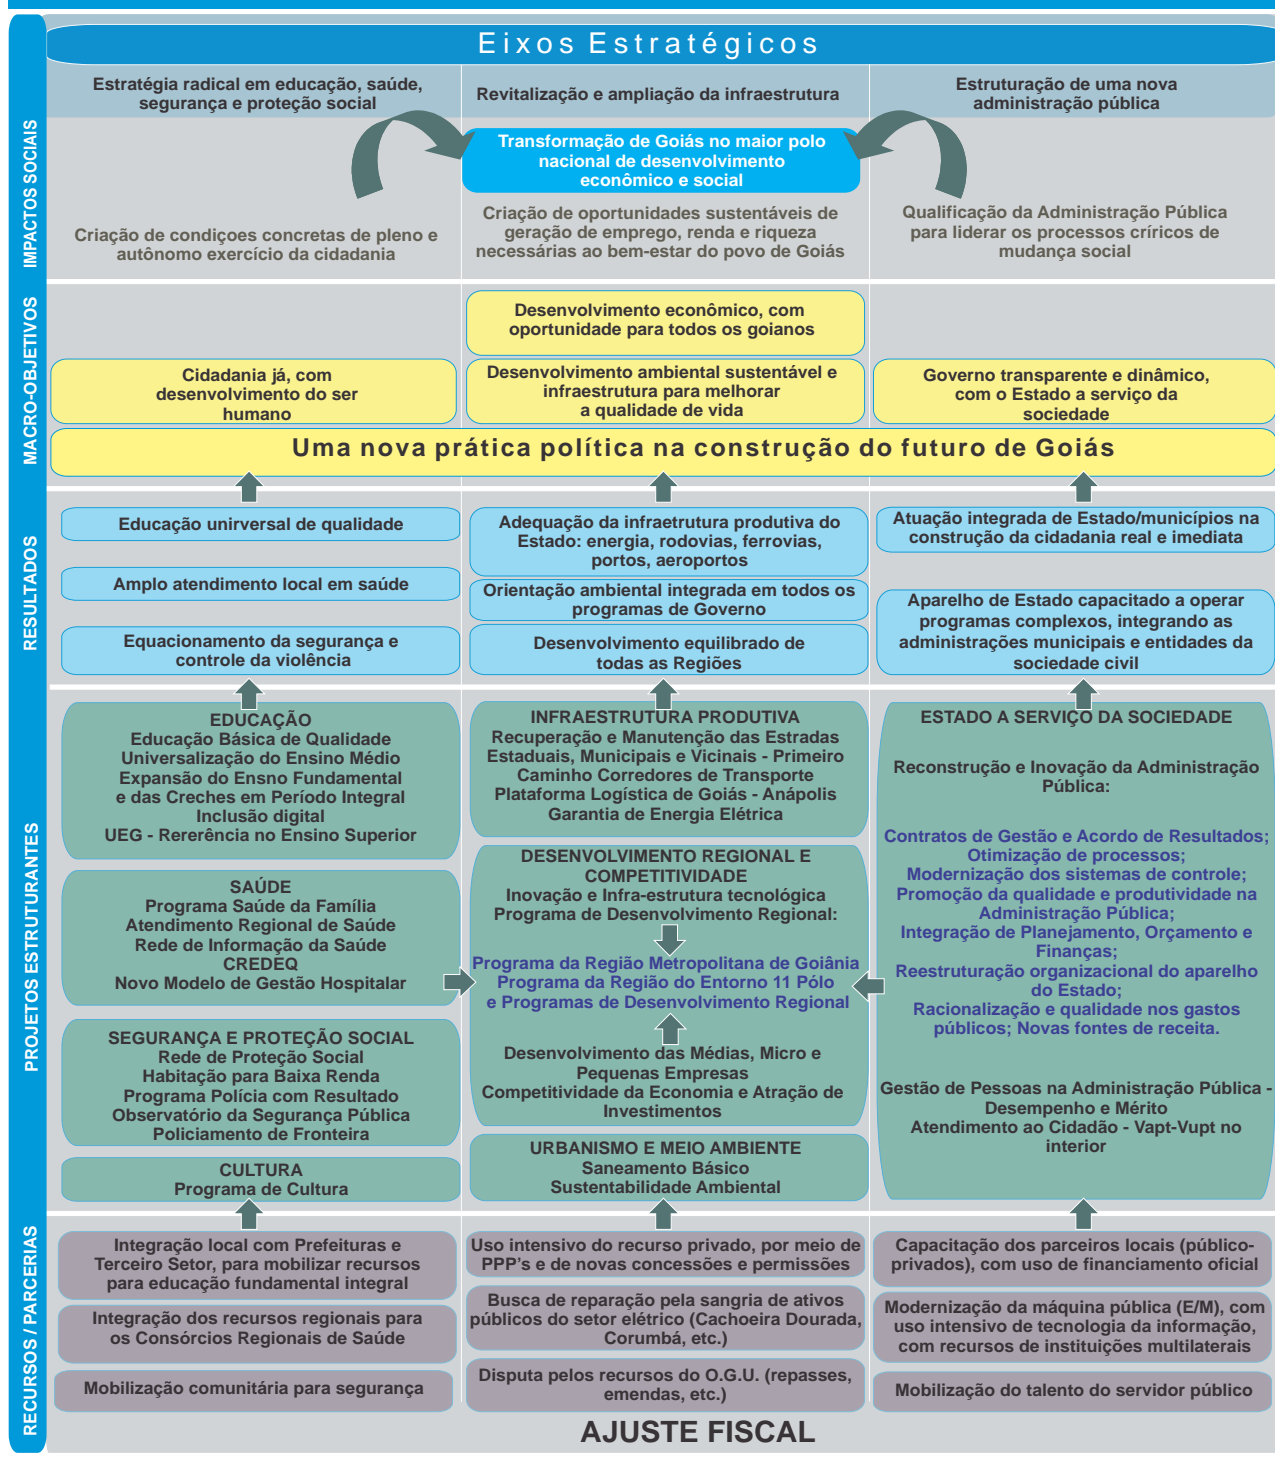 Eixos Estratégicos
IMPACTOS SOCIAIS
Estratégia radical em educação, saúde,
segurança e proteção social
Revitalização e ampliação da infraestrutura
Estruturação de uma nova
administração pública
Transformação de Goiás no maior polo
nacional de desenvolvimento
econômico e social
Criação de condiçoes concretas de pleno e
autônomo exercício da cidadania
Criação de oportunidades sustentáveis de
geração de emprego, renda e riqueza
necessárias ao bem-estar do povo de Goiás
Qualificação da Administração Pública
para liderar os processos críricos de
mudança social
MACRO-OBJETIVOS
Desenvolvimento econômico, com
oportunidade para todos os goianos
Cidadania já, com
desenvolvimento do ser
humano
Desenvolvimento ambiental sustentável e
infraestrutura para melhorar
a qualidade de vida
Governo transparente e dinâmico,
com o Estado a serviço da
sociedade
Uma nova prática política na construção do futuro de Goiás
RESULTADOS
Educação unirversal de qualidade
Amplo atendimento local em saúde
Equacionamento da segurança e
controle da violência
Adequação da infraetrutura produtiva do
Estado: energia, rodovias, ferrovias,
portos, aeroportos
Orientação ambiental integrada em todos os
programas de Governo
Desenvolvimento equilibrado de
todas as Regiões
Atuação integrada de Estado/municípios na
construção da cidadania real e imediata
Aparelho de Estado capacitado a operar
programas complexos, integrando as
administrações municipais e entidades da
sociedade civil
PROJETOS ESTRUTURANTES
EDUCAÇÃO
Educação Básica de Qualidade
Universalização do Ensino Médio
Expansão do Ensno Fundamental
e das Creches em Período Integral
Inclusão digital
UEG - Rererência no Ensino Superior
SAÚDE
Programa Saúde da Família
Atendimento Regional de Saúde
Rede de Informação da Saúde
CREDEQ
Novo Modelo de Gestão Hospitalar
SEGURANÇA E PROTEÇÃO SOCIAL
Rede de Proteção Social
Habitação para Baixa Renda
Programa Polícia com Resultado
Observatório da Segurança Pública
Policiamento de Fronteira
CULTURA
Programa de Cultura
INFRAESTRUTURA PRODUTIVA
Recuperação e Manutenção das Estradas
Estaduais, Municipais e Vicinais - Primeiro
Caminho Corredores de Transporte
Plataforma Logística de Goiás - Anápolis
Garantia de Energia Elétrica
DESENVOLVIMENTO REGIONAL E
COMPETITIVIDADE
Inovação e Infra-estrutura tecnológica
Programa de Desenvolvimento Regional:
Programa da Região Metropolitana de Goiânia
Programa da Região do Entorno 11 Pólo
e Programas de Desenvolvimento Regional
Desenvolvimento das Médias, Micro e
Pequenas Empresas
Competitividade da Economia e Atração de
Investimentos
URBANISMO E MEIO AMBIENTE
Saneamento Básico
Sustentabilidade Ambiental
ESTADO A SERVIÇO DA SOCIEDADE
Reconstrução e Inovação da Administração
Pública:
Contratos de Gestão e Acordo de Resultados;
Otimização de processos;
Modernização dos sistemas de controle;
Promoção da qualidade e produtividade na
Administração Pública;
Integração de Planejamento, Orçamento e
Finanças;
Reestruturação organizacional do aparelho
do Estado;
Racionalização e qualidade nos gastos
públicos; Novas fontes de receita.
Gestão de Pessoas na Administração Pública -
Desempenho e Mérito
Atendimento ao Cidadão - Vapt-Vupt no
interior
RECURSOS / PARCERIAS
Integração local com Prefeituras e
Terceiro Setor, para mobilizar recursos
para educação fundamental integral
Integração dos recursos regionais para
os Consórcios Regionais de Saúde
Mobilização comunitária para segurança
Uso intensivo do recurso privado, por meio de
PPP's e de novas concessões e permissões
Busca de reparação pela sangria de ativos
públicos do setor elétrico (Cachoeira Dourada,
Corumbá, etc.)
Disputa pelos recursos do O.G.U. (repasses,
emendas, etc.)
Capacitação dos parceiros locais (público-
privados), com uso de financiamento oficial
Modernização da máquina pública (E/M), com
uso intensivo de tecnologia da informação,
com recursos de instituições multilaterais
Mobilização do talento do servidor público
AJUSTE FISCAL